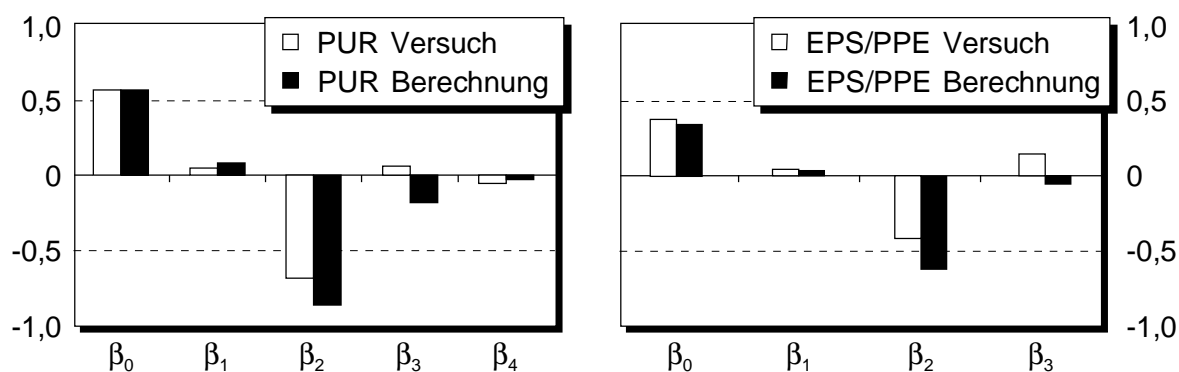 1,0
0,5
0
-0,5
-1,0
PUR Versuch
PUR Berechnung
β0 β1 β2 β3 β4
EPS/PPE Versuch
EPS/PPE Berechnung
1,0
0,5
0
-0,5
-1,0
β0 β1 β2 β3